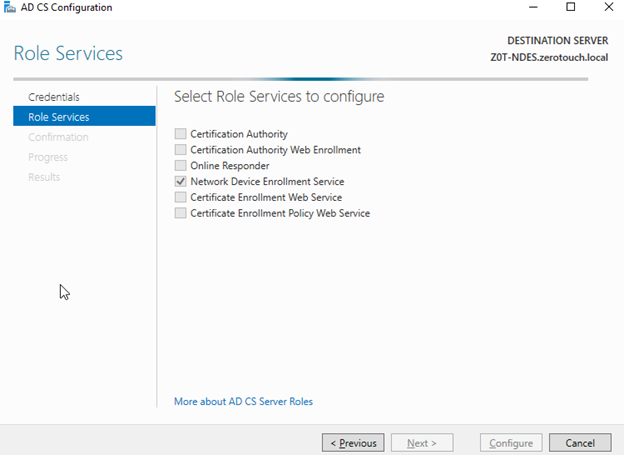 AD CS Configuration
Role Services
DESTINATION SERVER
Z0T-NDES.zerotouch.local
Credentials
Role Services
Confirmation
Progress
Results
Select Role Services to configure
Certification Authority
Certification Authority Web Enrollment
Online Responder
Network Device Enrollment Service
Certificate Enrollment Web Service
Certificate Enrollment Policy Web Service
More about AD CS Server Roles
< Previous
Next >
Configure
Cancel